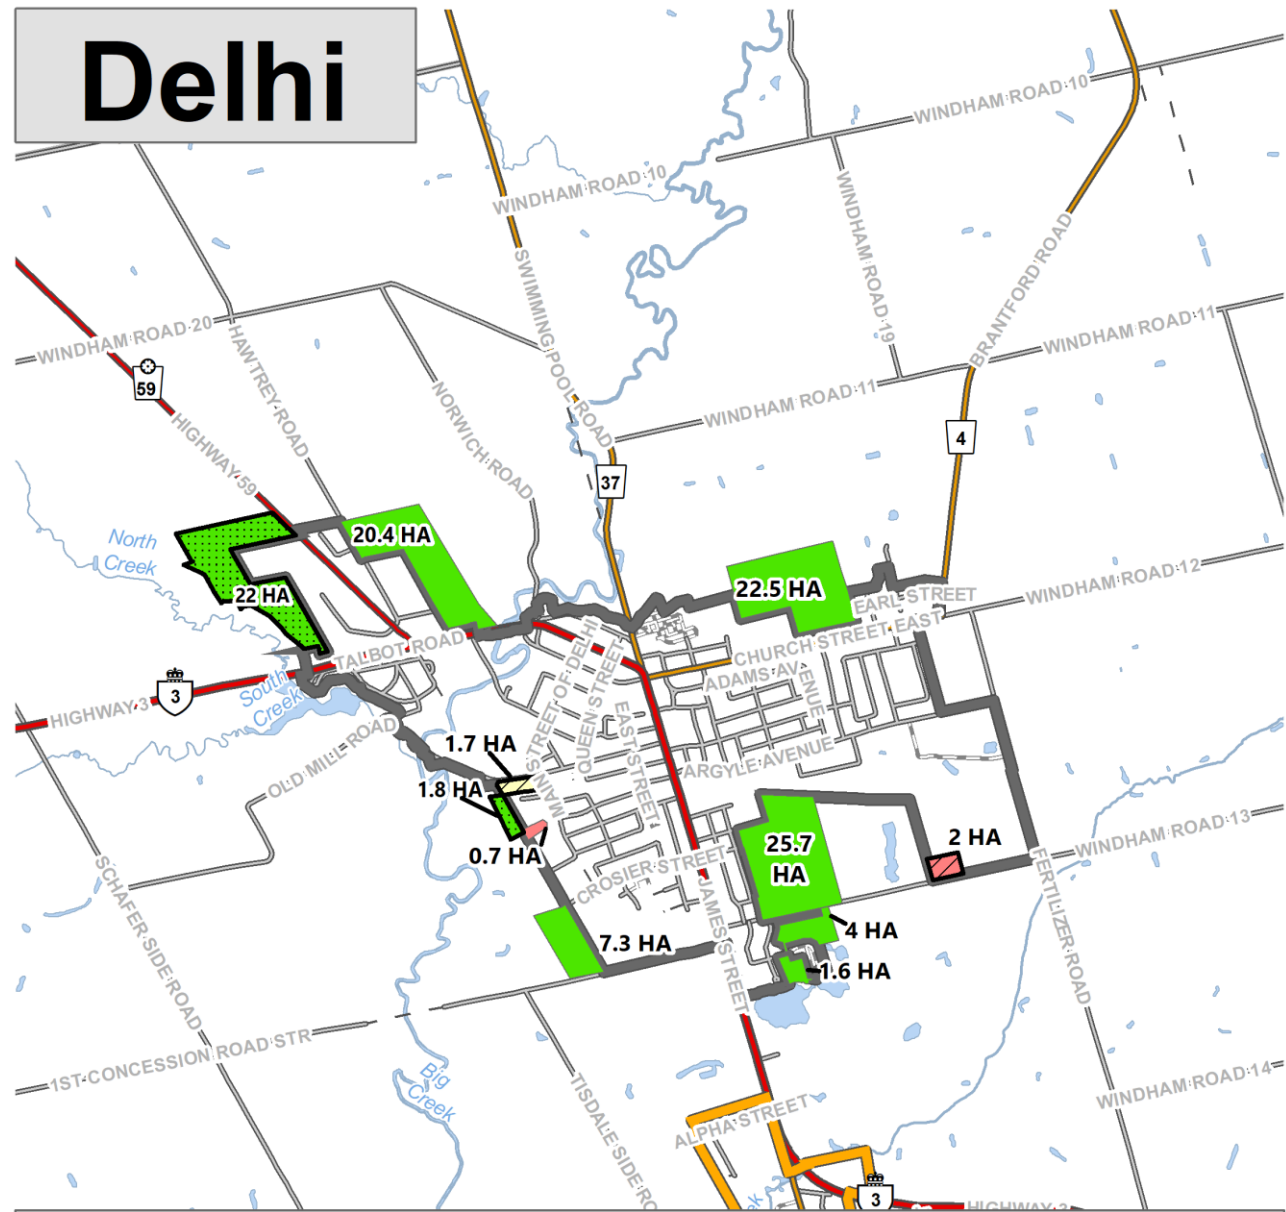 Delhi
WINDHAM ROAD 10
WINDHAM ROAD 10
WINDHAM ROAD 19
BRANTFORD ROAD
SWIMMING POOL ROAD
WINDHAM ROAD 11
WINDHAM ROAD 20
HAWTREY ROAD
59
NORWICH ROAD
WINDHAM ROAD 11
HIGHWAY 59
4
37
North
Creek
20.4 HA
22 HA
22.5 HA
WINDHAM ROAD 12
EARL STREET
CHURCH STREET EAST
TALBOT ROAD
ADAMS AVENUE
South
Creek
3
HIGHWAY 3
MAIN STREET OF DELHI
QUEEN STREET
EAST STREET
OLD MILL ROAD
1.7 HA
ARGYLE AVENUE
1.8 HA
0.7 HA
25.7
HA
2 HA
WINDHAM ROAD 13
CROSIER STREET
JAMES STREET
SCHAFER SIDE ROAD
FERTILIZER ROAD
7.3 HA
4 HA
1.6 HA
1ST CONCESSION ROAD STR
Big
Creek
TISDALE SIDE RO
WINDHAM ROAD 14
ALPHA STREET
ek
3
HIGHWAY 3